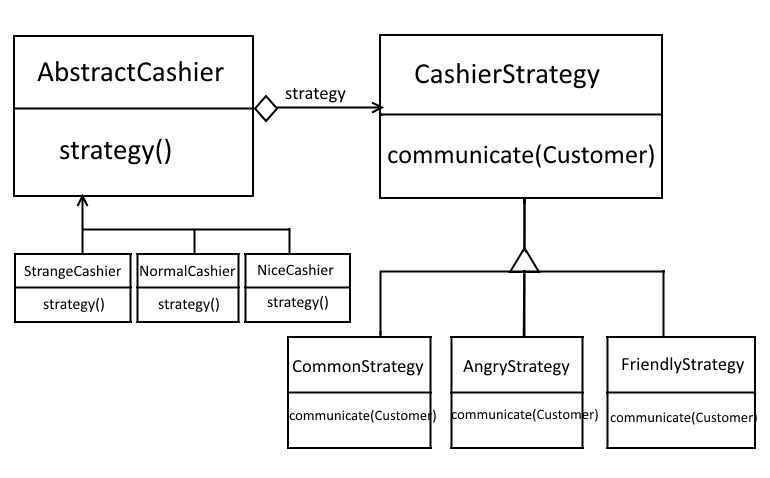 AbstractCashier
strategy()
strategy
CashierStrategy
communicate(Customer)
StrangeCashier
strategy()
NormalCashier
strategy()
NiceCashier
strategy()
CommonStrategy
communicate(Customer)
AngryStrategy
communicate(Customer)
FriendlyStrategy
communicate(Customer)